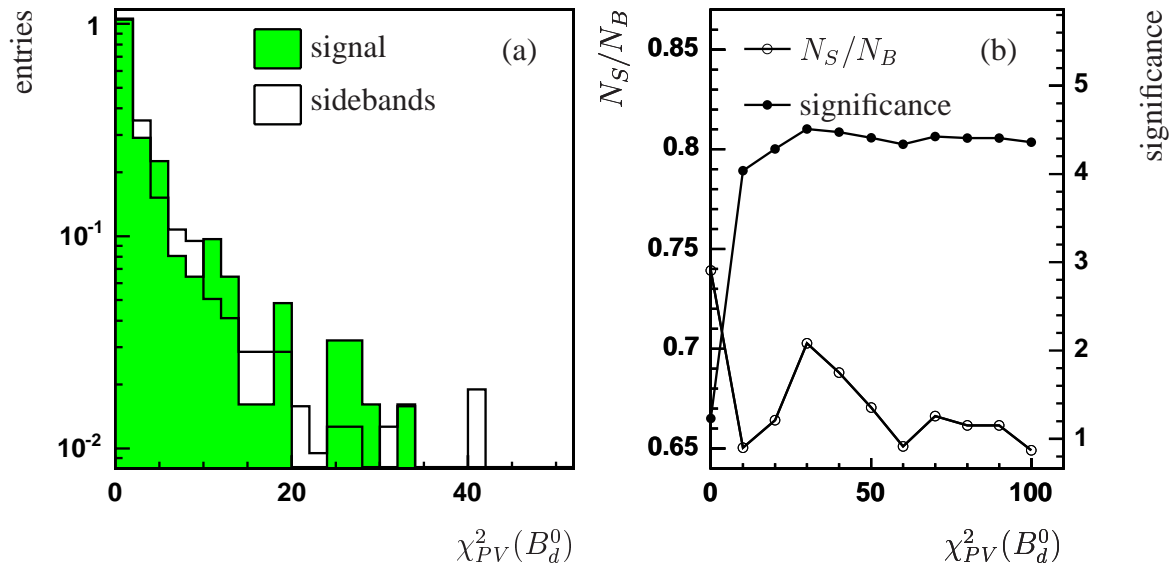 entries
1
10⁻¹
10⁻²
0
20
40
signal
sidebands
(a)
χ²_PV(B⁰_d)
N_S/N_B
0.85
0.8
0.75
0.7
0.65
0
50
100
N_S/N_B
significance
(b)
5
4
3
2
1
significance
χ²_PV(B⁰_d)